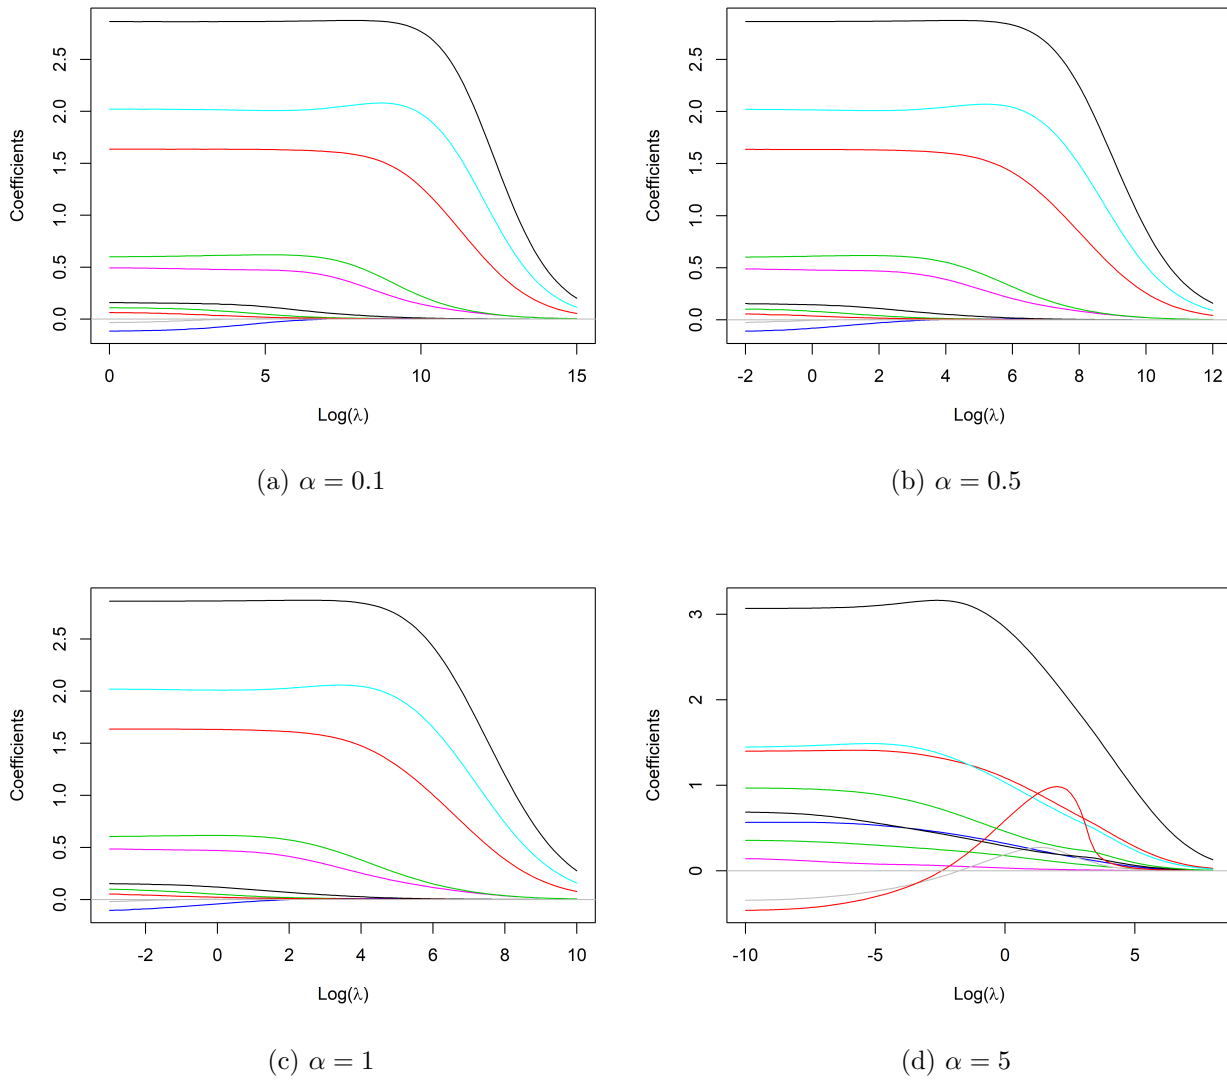 Coefficients
0.0 0.5 1.0 1.5 2.0 2.5
0 5 10 15
Log(λ)
(a) α = 0.1
Coefficients
0.0 0.5 1.0 1.5 2.0 2.5
-2 0 2 4 6 8 10 12
Log(λ)
(b) α = 0.5
Coefficients
0.0 0.5 1.0 1.5 2.0 2.5
-2 0 2 4 6 8 10
Log(λ)
(c) α = 1
Coefficients
0 1 2 3
-10 -5 0 5
Log(λ)
(d) α = 5